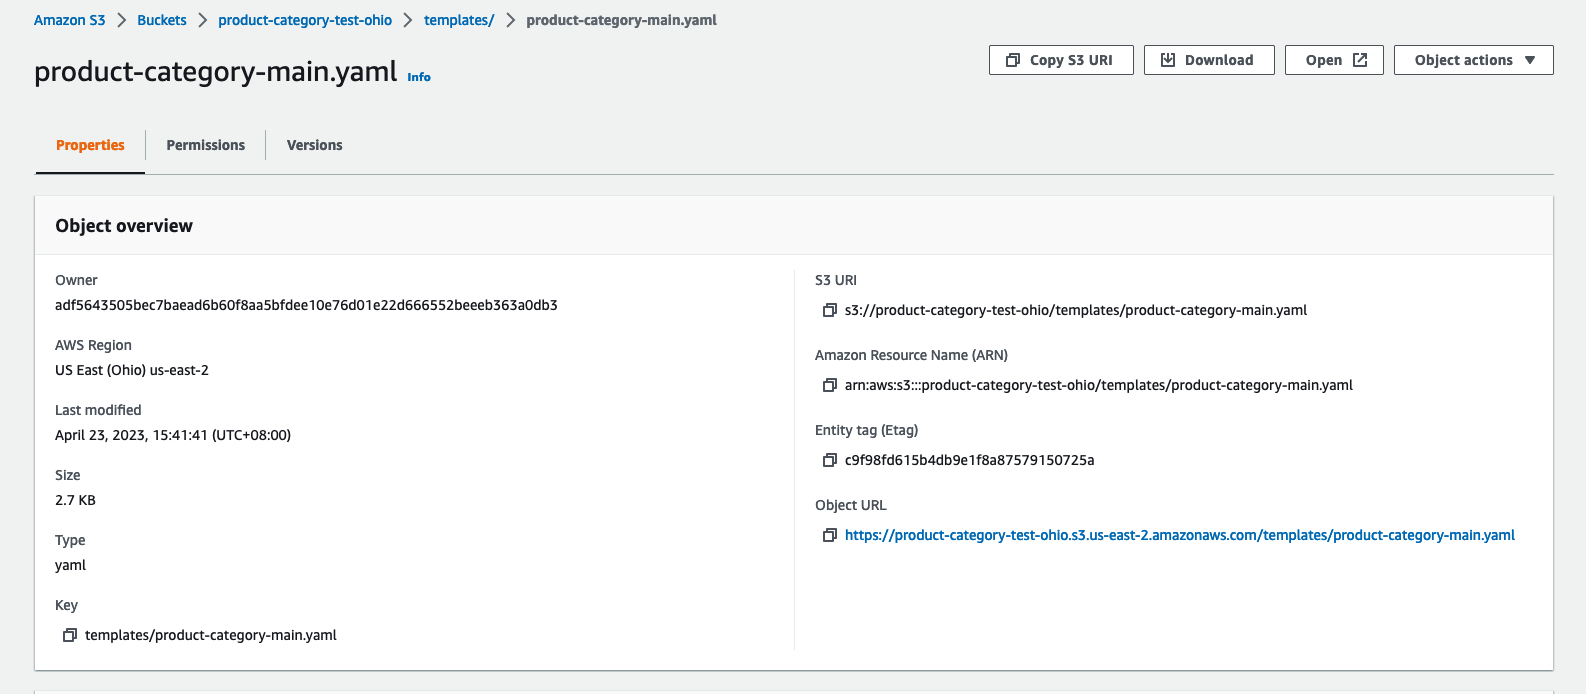 Amazon S3 > Buckets > product-category-test-ohio > templates/ > product-category-main.yaml
product-category-main.yaml Info
Copy S3 URI Download Open Object actions
Properties Permissions Versions
Object overview
Owner
adf5643505bec7baead6b60f8aa5bfdee10e76d01e22d666552beeeb363a0db3
AWS Region
US East (Ohio) us-east-2
Last modified
April 23, 2023, 15:41:41 (UTC+08:00)
Size
2.7 KB
Type
yaml
Key
templates/product-category-main.yaml
S3 URI
s3://product-category-test-ohio/templates/product-category-main.yaml
Amazon Resource Name (ARN)
arn:aws:s3:::product-category-test-ohio/templates/product-category-main.yaml
Entity tag (Etag)
c9f98fd615b4db9e1f8a87579150725a
Object URL
https://product-category-test-ohio.s3.us-east-2.amazonaws.com/templates/product-category-main.yaml